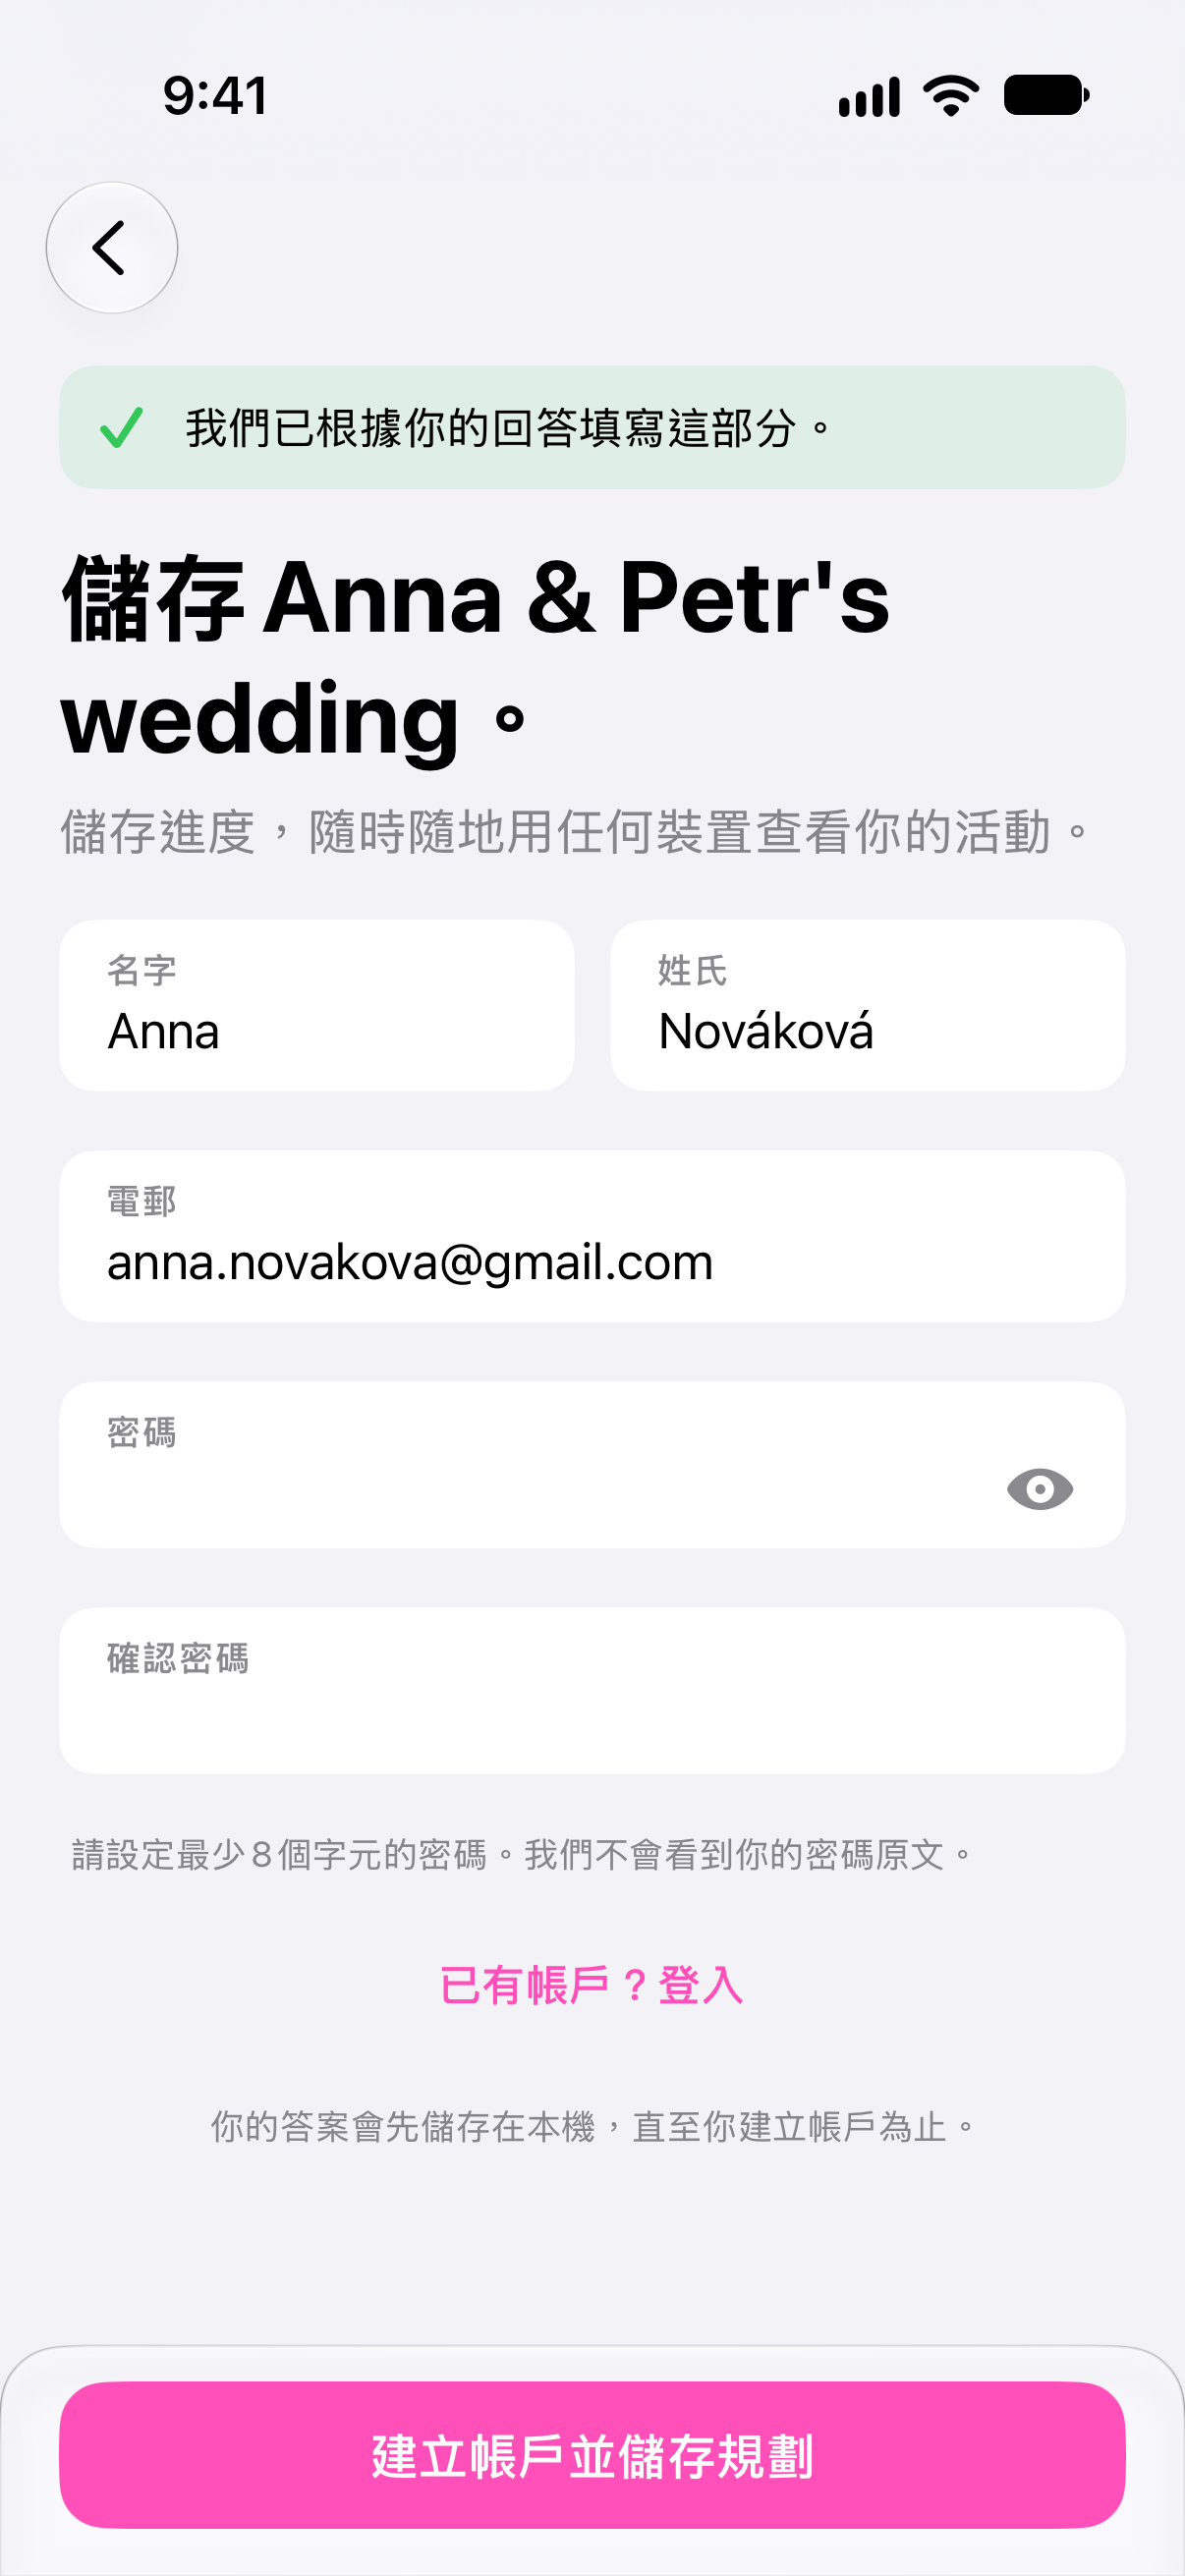 9:41
我們已根據你的回答填寫這部分。
儲存 Anna & Petr's
wedding。
儲存進度，隨時隨地用任何裝置查看你的活動。
名字
Anna
姓氏
Nováková
電郵
anna.novakova@gmail.com
密碼
確認密碼
請設定最少 8 個字元的密碼。我們不會看到你的密碼原文。
已有帳戶？登入
你的答案會先儲存在本機，直至你建立帳戶為止。
建立帳戶並儲存規劃